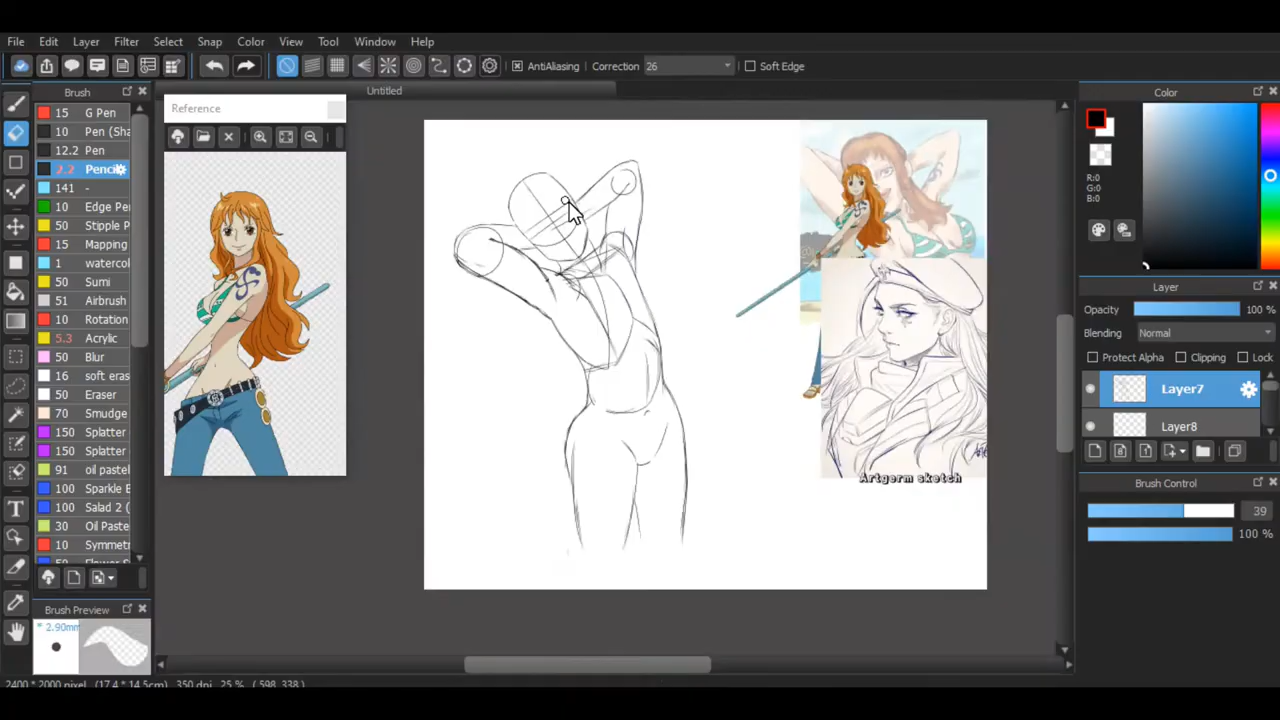 File Edit Layer Filter Select Snap Color View Tool Window Help
AntiAliasing Correction 26 Soft Edge
Brush
Untitled
Color
Reference
15 G Pen
10 Pen (Sha
12.2 Pen
Pencil
141 -
10 Edge Pen
50 Stipple P
15 Mapping
1 watercol
50 Sumi
51 Airbrush
10 Rotation
5.3 Acrylic
50 Blur
16 soft eras
50 Eraser
70 Smudge
150 Splatter
150 Splatter
91 oil pastel
100 Sparkle B
100 Salad 2 (
30 Oil Paste
10 Symmetr
Brush Preview
* 2.90mm
R:0
G:0
B:0
Layer
Opacity 100 %
Blending Normal
Protect Alpha Clipping Lock
Layer7
Layer8
Brush Control
39
100 %
Artgerm sketch
2400 * 2000 pixel (17.4 * 14.5cm) 350 dpi 25 % ( 598, 338 )